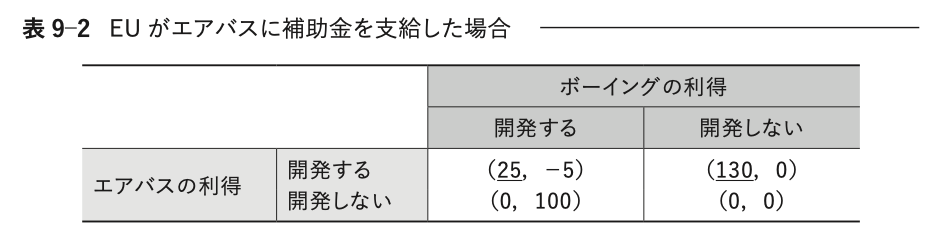 表 9–2 EU がエアバスに補助金を支給した場合
ボーイングの利得
開発する 開発しない
エアバスの利得
開発する (25, −5) (130, 0)
開発しない (0, 100) (0, 0)